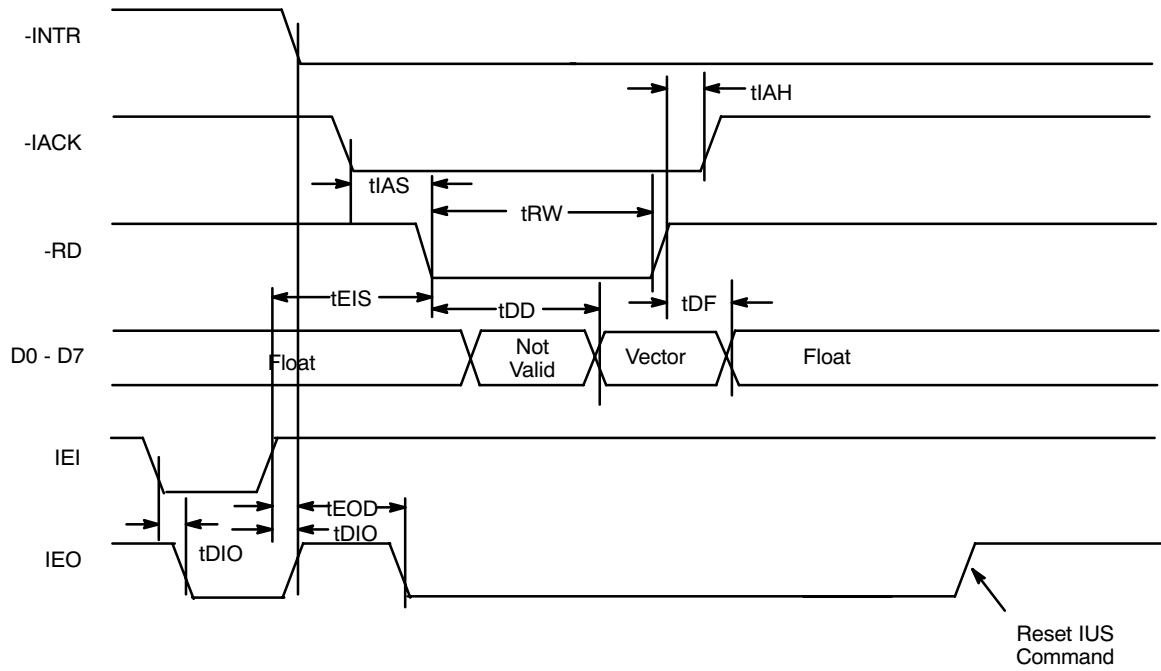 -INTR
tIAH
-IACK
tIAS
tRW
-RD
tEIS
tDD
tDF
D0 - D7
Float
Not
Valid
Vector
Float
IEI
tEOD
tDIO
tDIO
IEO
Reset IUS
Command